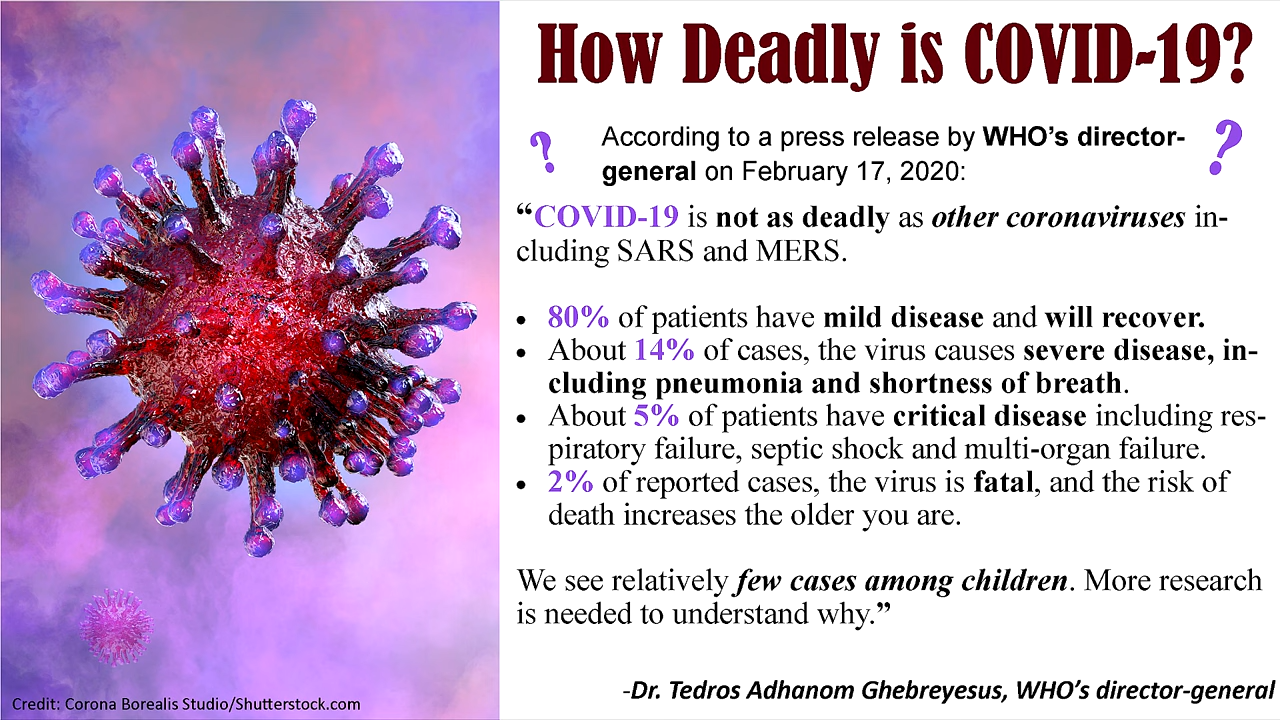 How Deadly is COVID-19?
? According to a press release by WHO’s director- ?
general on February 17, 2020:
“COVID-19 is not as deadly as other coronaviruses in-
cluding SARS and MERS.
• 80% of patients have mild disease and will recover.
• About 14% of cases, the virus causes severe disease, in-
cluding pneumonia and shortness of breath.
• About 5% of patients have critical disease including res-
piratory failure, septic shock and multi-organ failure.
• 2% of reported cases, the virus is fatal, and the risk of
death increases the older you are.
We see relatively few cases among children. More research
is needed to understand why.”
-Dr. Tedros Adhanom Ghebreyesus, WHO’s director-general
Credit: Corona Borealis Studio/Shutterstock.com